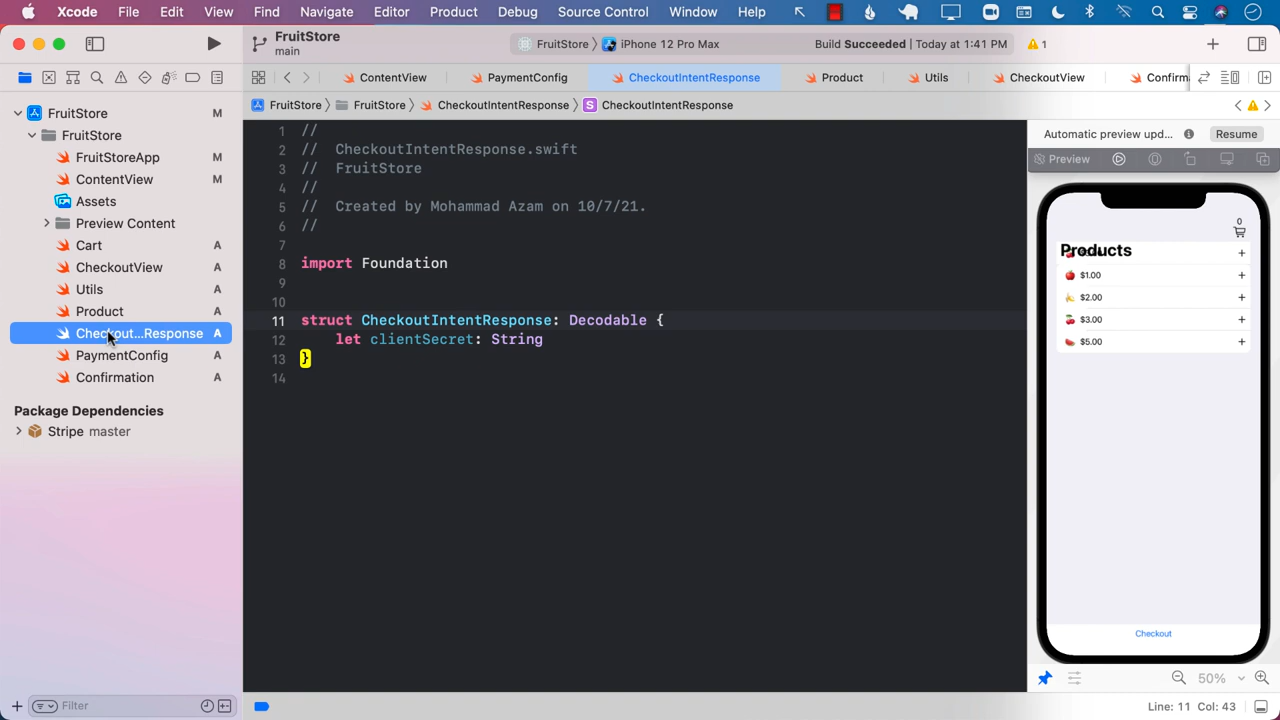 Xcode File Edit View Find Navigate Editor Product Debug Source Control Window Help
FruitStore
main
FruitStore iPhone 12 Pro Max
Build Succeeded | Today at 1:41 PM
1
ContentView PaymentConfig CheckoutIntentResponse Product Utils CheckoutView Confirm
FruitStore FruitStore CheckoutIntentResponse S CheckoutIntentResponse
FruitStore M
FruitStore
FruitStoreApp M
ContentView M
Assets
Preview Content
Cart A
CheckoutView A
Utils A
Product A
Checkout...Response A
PaymentConfig A
Confirmation A
Package Dependencies
Stripe master
Filter
1 //
2 // CheckoutIntentResponse.swift
3 // FruitStore
4 //
5 // Created by Mohammad Azam on 10/7/21.
6 //
7
8 import Foundation
9
10
11 struct CheckoutIntentResponse: Decodable {
12 let clientSecret: String
13 }
14
Automatic preview upd... Resume
Preview
0
Products
$1.00
$2.00
$3.00
$5.00
Checkout
50%
Line: 11 Col: 43